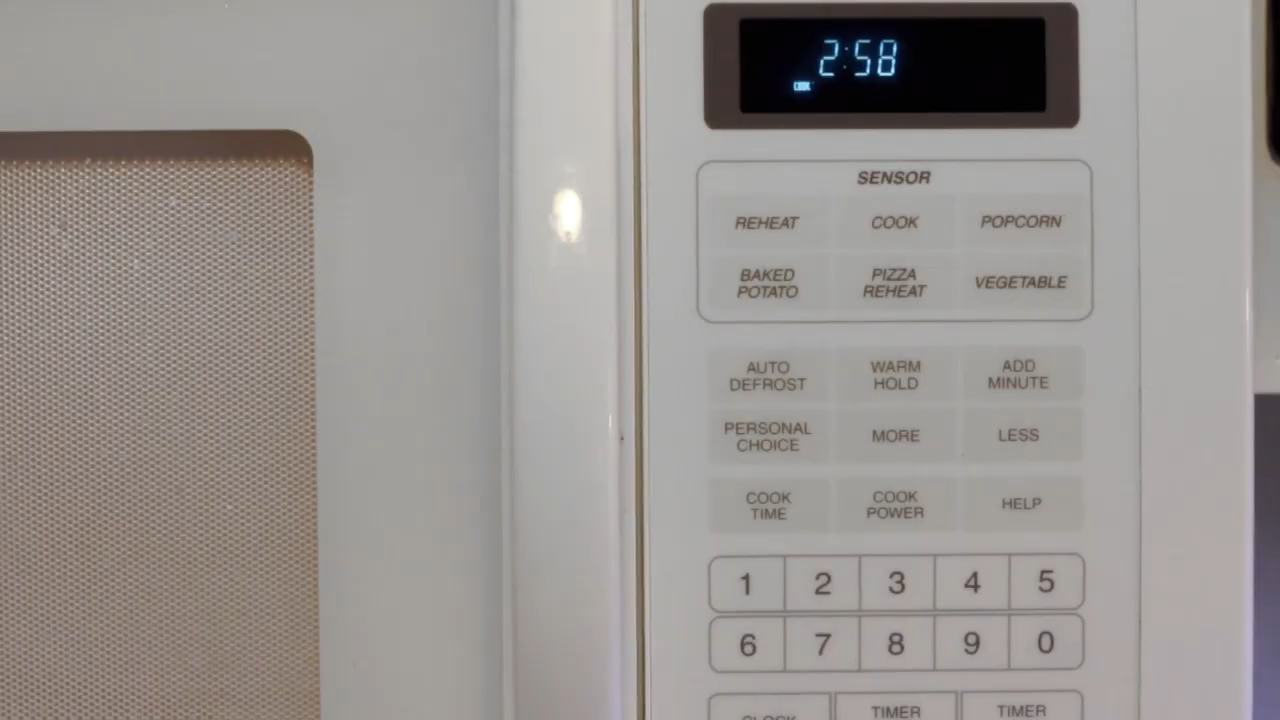 2:58
COOK
SENSOR
REHEAT COOK POPCORN
BAKED POTATO
PIZZA REHEAT
VEGETABLE
AUTO DEFROST
WARM HOLD
ADD MINUTE
PERSONAL CHOICE
MORE
LESS
COOK TIME
COOK POWER
HELP
1 2 3 4 5
6 7 8 9 0
CLOCK
TIMER
TIMER